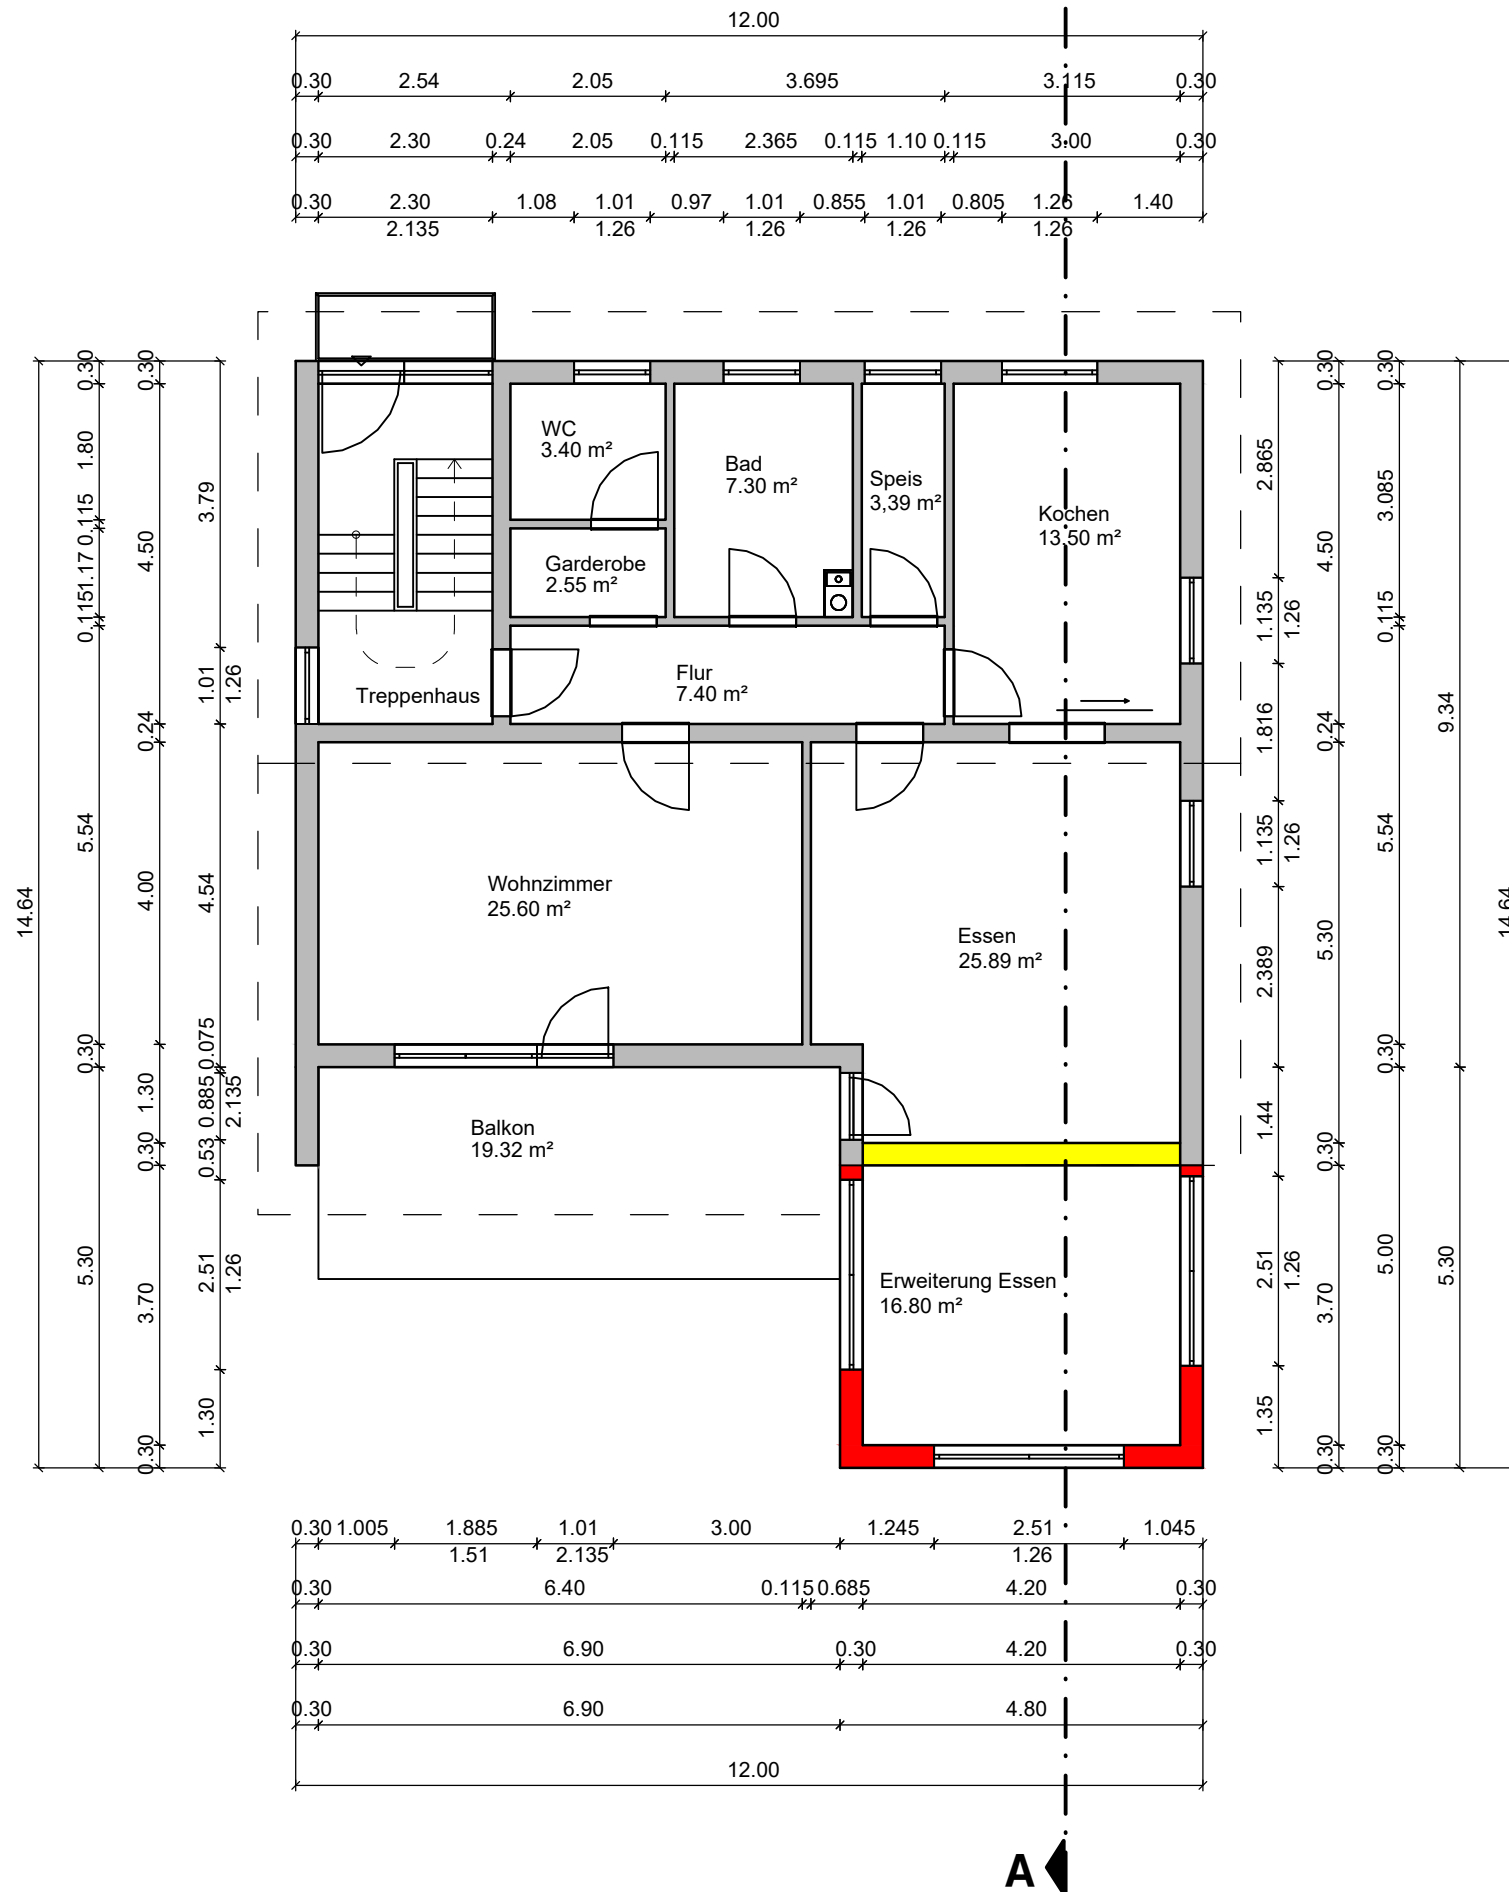 12.00
0.30 2.54 2.05 3.695 3.115 0.30
0.30 2.30 0.24 2.05 0.115 2.365 0.115 1.10 0.115 3.00 0.30
0.30 2.30 1.08 1.01 0.97 1.01 0.855 1.01 0.805 1.26 1.40
2.135 1.26 1.26 1.26 1.26
14.64
0.30 1.80 0.115 1.17 0.115 5.54 0.30 5.30
0.30 4.50 0.24 4.00 1.30 0.30 3.70 0.30
3.79 1.01 4.54 0.075 0.885 0.53 2.51 1.30
1.26 2.135 1.26
WC
3.40 m²
Bad
7.30 m²
Speis
3,39 m²
Kochen
13.50 m²
Garderobe
2.55 m²
Flur
7.40 m²
Treppenhaus
Wohnzimmer
25.60 m²
Essen
25.89 m²
Balkon
19.32 m²
Erweiterung Essen
16.80 m²
2.865 1.135 1.816 1.135 2.389 1.44 2.51 1.35
1.26 1.26 1.26
0.30 4.50 0.24 5.30 0.30 3.70 0.30
0.30 3.085 0.115 5.54 0.30 5.00 0.30
9.34 5.30
14.64
0.30 1.005 1.885 1.01 3.00 1.245 2.51 1.045
1.51 2.135 1.26
0.30 6.40 0.115 0.685 4.20 0.30
0.30 6.90 0.30 4.20 0.30
0.30 6.90 4.80
12.00
A